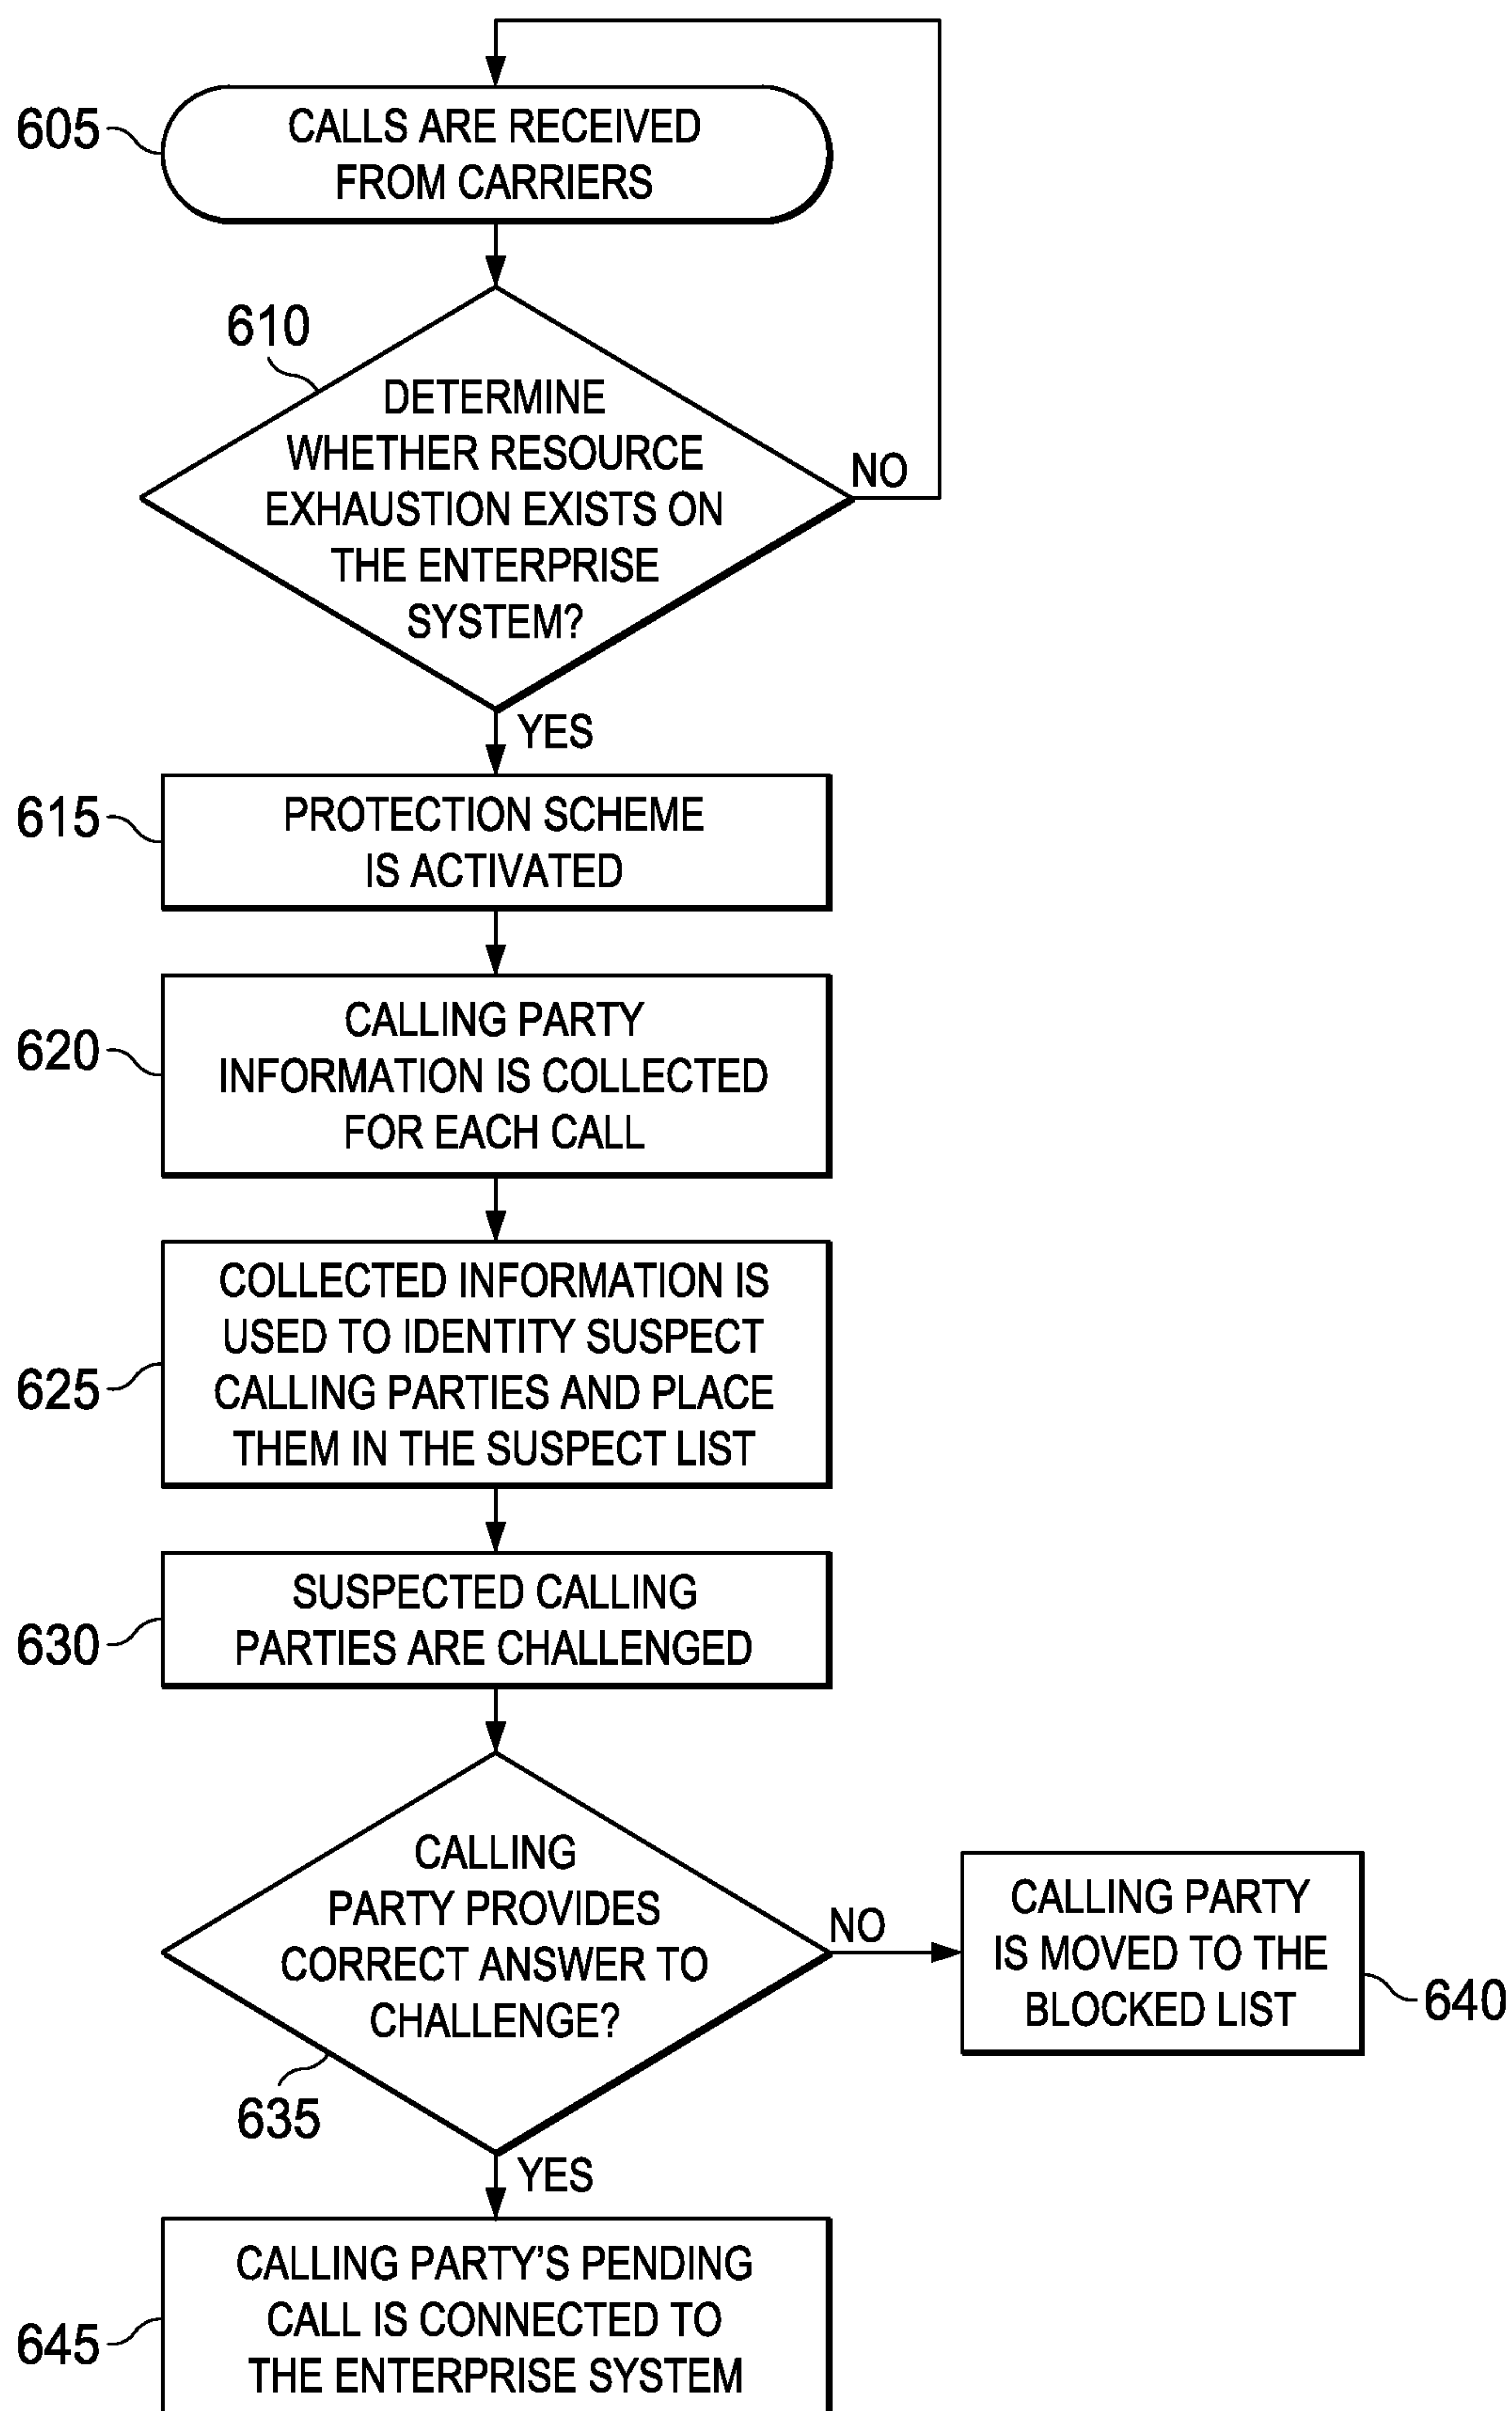 605
CALLS ARE RECEIVED
FROM CARRIERS
610
DETERMINE
WHETHER RESOURCE
EXHAUSTION EXISTS ON
THE ENTERPRISE
SYSTEM?
NO
YES
615
PROTECTION SCHEME
IS ACTIVATED
620
CALLING PARTY
INFORMATION IS COLLECTED
FOR EACH CALL
625
COLLECTED INFORMATION IS
USED TO IDENTITY SUSPECT
CALLING PARTIES AND PLACE
THEM IN THE SUSPECT LIST
630
SUSPECTED CALLING
PARTIES ARE CHALLENGED
CALLING
PARTY PROVIDES
CORRECT ANSWER TO
CHALLENGE?
635
NO
CALLING PARTY
IS MOVED TO THE
BLOCKED LIST
640
YES
645
CALLING PARTY'S PENDING
CALL IS CONNECTED TO
THE ENTERPRISE SYSTEM